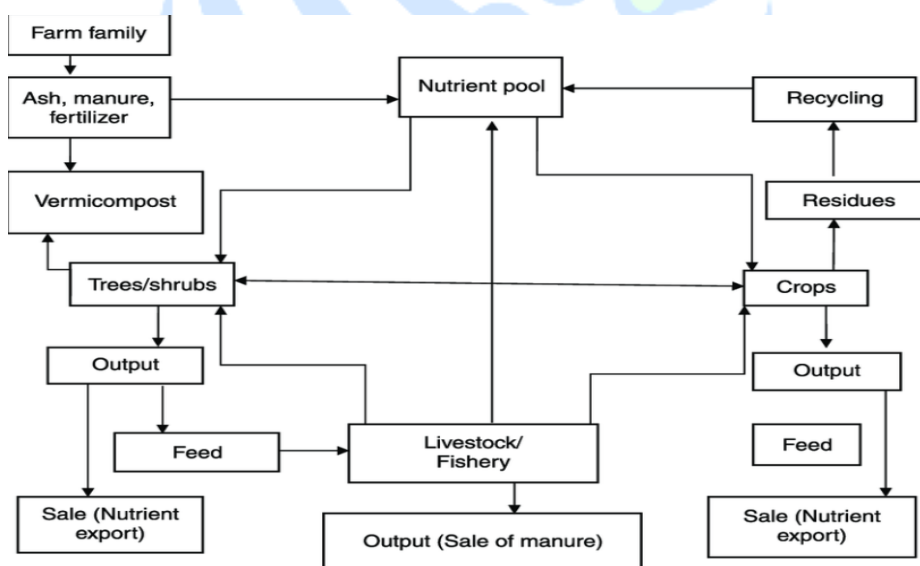 Farm family
Ash, manure,
fertilizer
Nutrient pool
Recycling
Vermicompost
Residues
Trees/shrubs
Crops
Output
Output
Feed
Livestock/
Fishery
Feed
Sale (Nutrient
export)
Output (Sale of manure)
Sale (Nutrient
export)